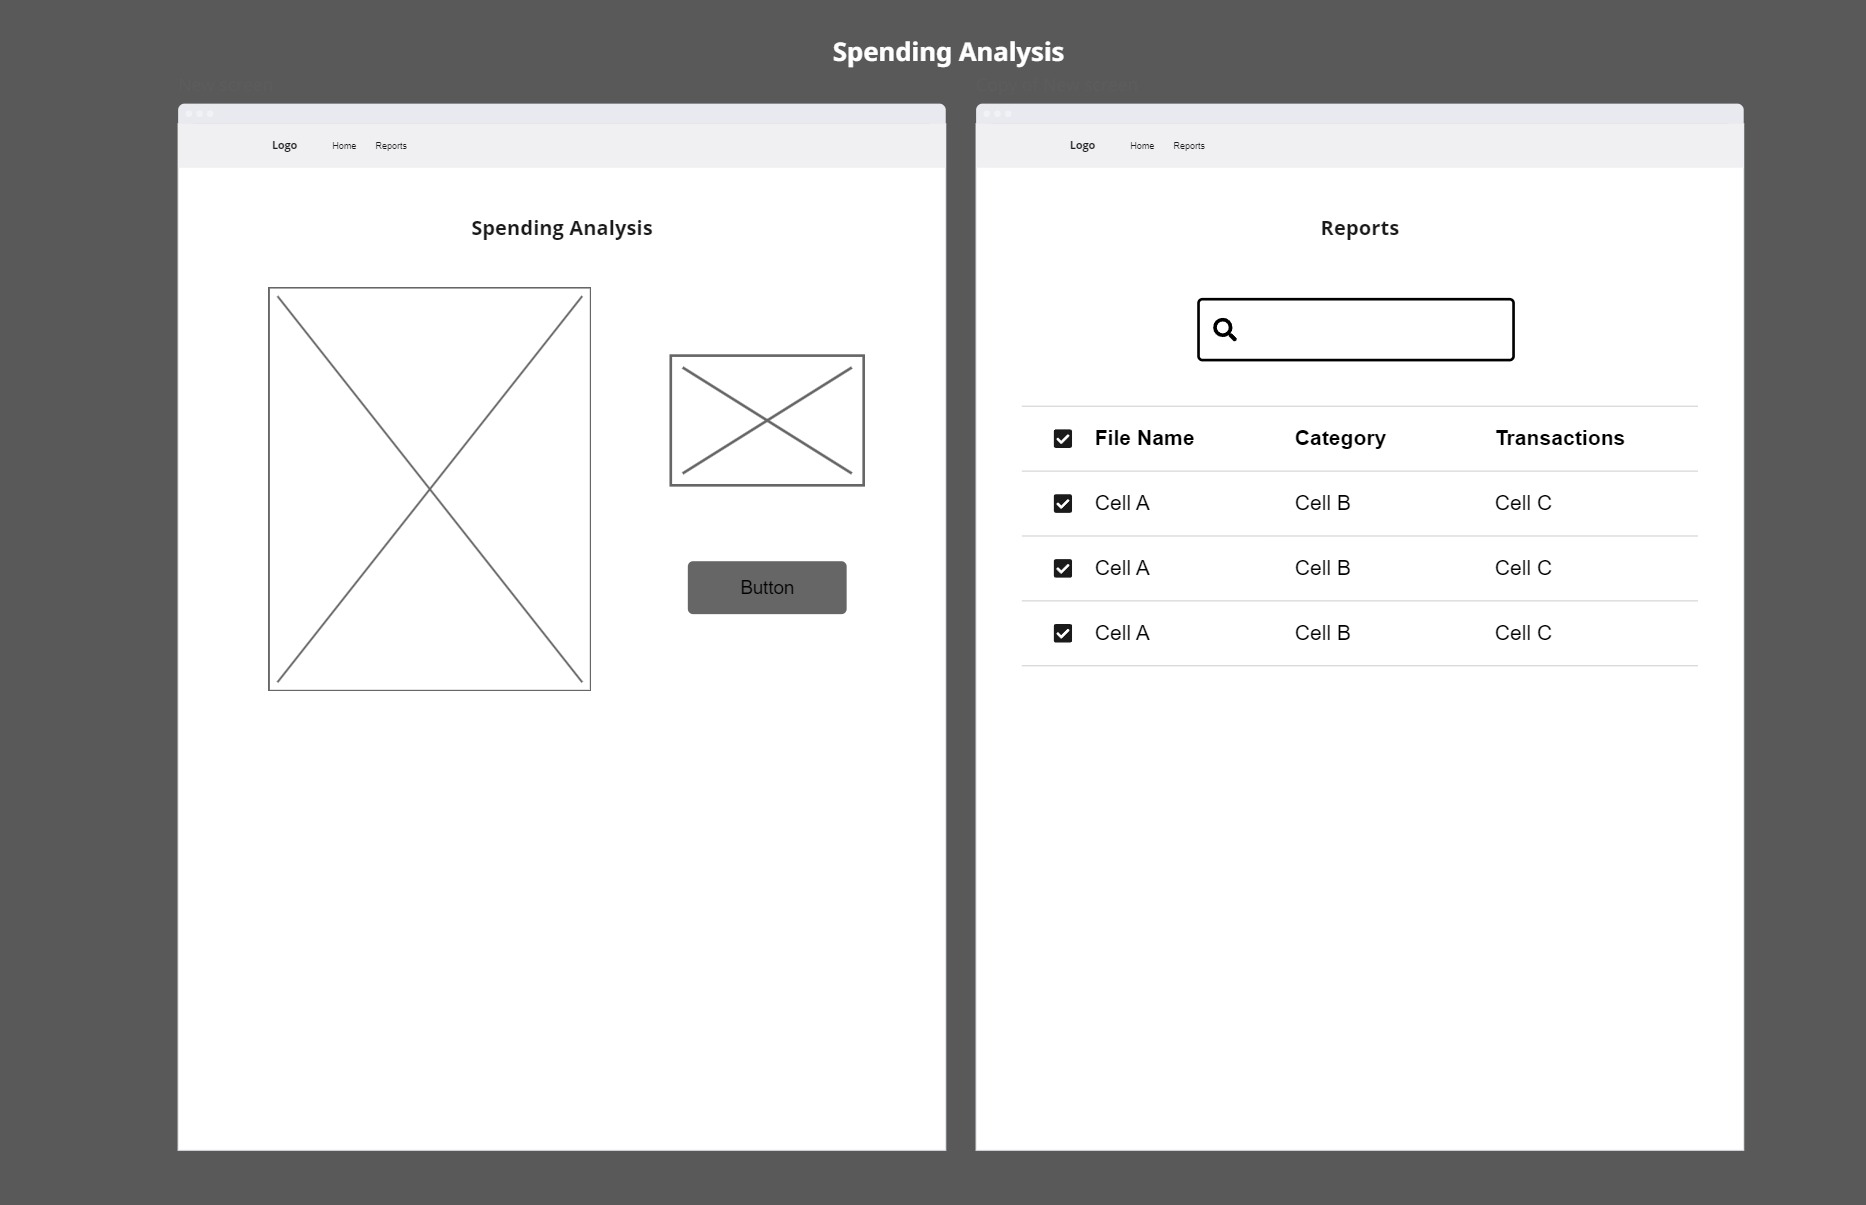 Spending Analysis
Logo Home Reports
Spending Analysis
Button
Logo Home Reports
Reports
File Name Category Transactions
Cell A Cell B Cell C
Cell A Cell B Cell C
Cell A Cell B Cell C